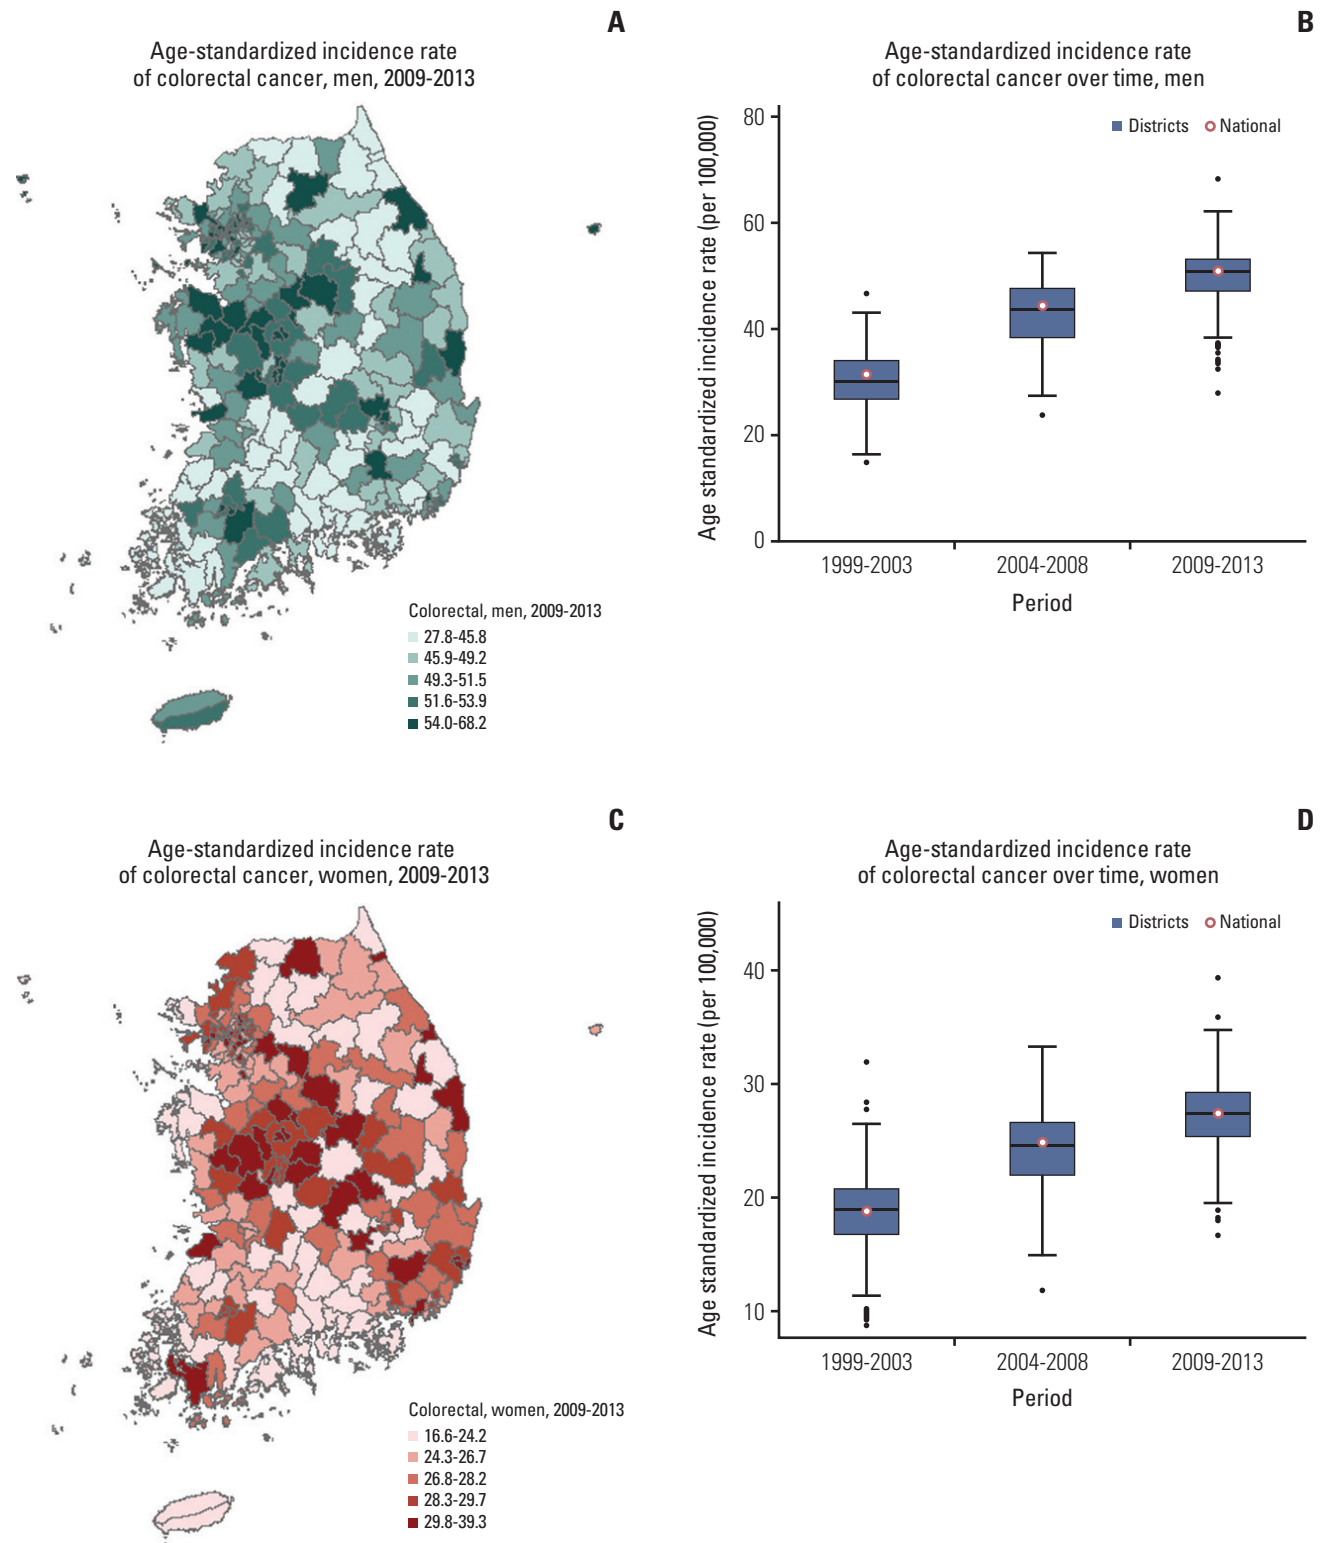 A
Age-standardized incidence rate
of colorectal cancer, men, 2009-2013
Colorectal, men, 2009-2013
27.8-45.8
45.9-49.2
49.3-51.5
51.6-53.9
54.0-68.2
B
Age-standardized incidence rate
of colorectal cancer over time, men
Districts National
Age standardized incidence rate (per 100,000)
80
60
40
20
0
1999-2003 2004-2008 2009-2013
Period
C
Age-standardized incidence rate
of colorectal cancer, women, 2009-2013
Colorectal, women, 2009-2013
16.6-24.2
24.3-26.7
26.8-28.2
28.3-29.7
29.8-39.3
D
Age-standardized incidence rate
of colorectal cancer over time, women
Districts National
Age standardized incidence rate (per 100,000)
40
30
20
10
1999-2003 2004-2008 2009-2013
Period